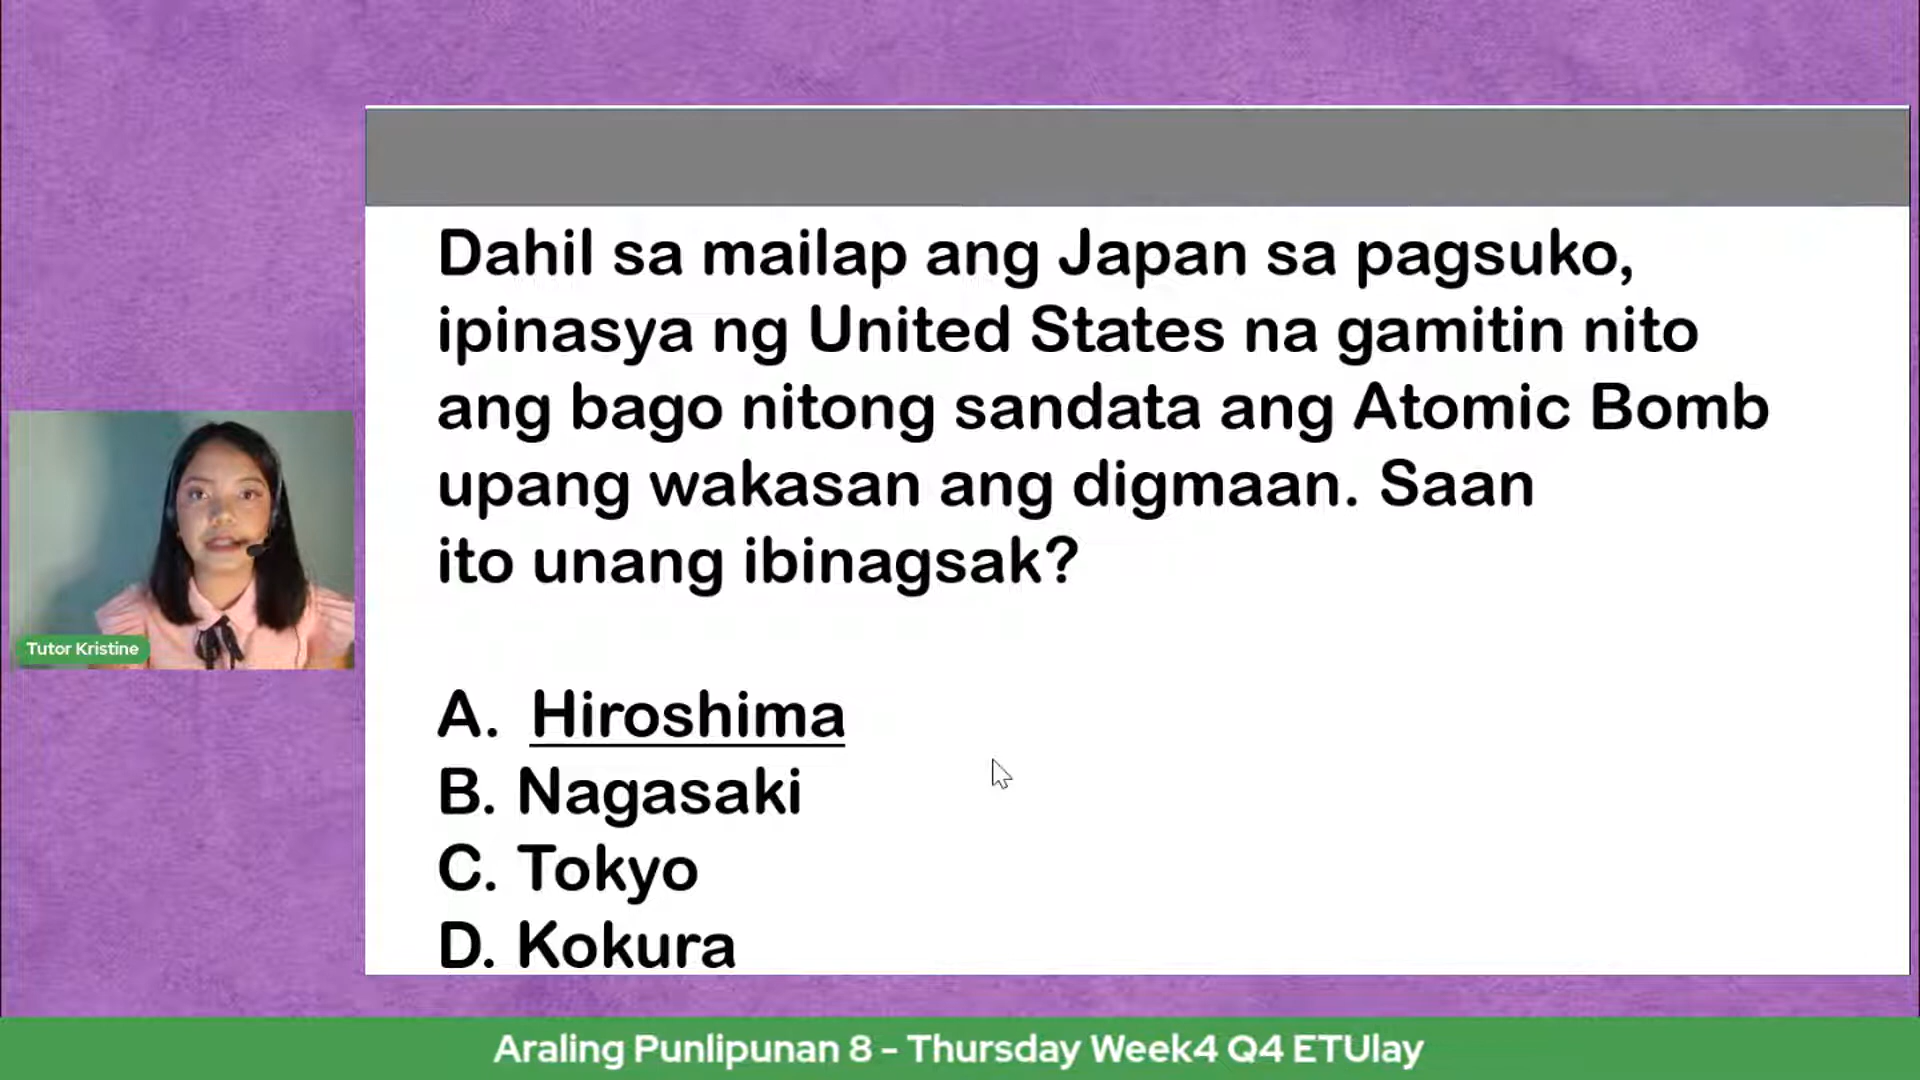 Dahil sa mailap ang Japan sa pagsuko,
ipinasya ng United States na gamitin nito
ang bago nitong sandata ang Atomic Bomb
upang wakasan ang digmaan. Saan
ito unang ibinagsak?
A. Hiroshima
B. Nagasaki
C. Tokyo
D. Kokura
Tutor Kristine
Araling Punlipunan 8 - Thursday Week4 Q4 ETUlay